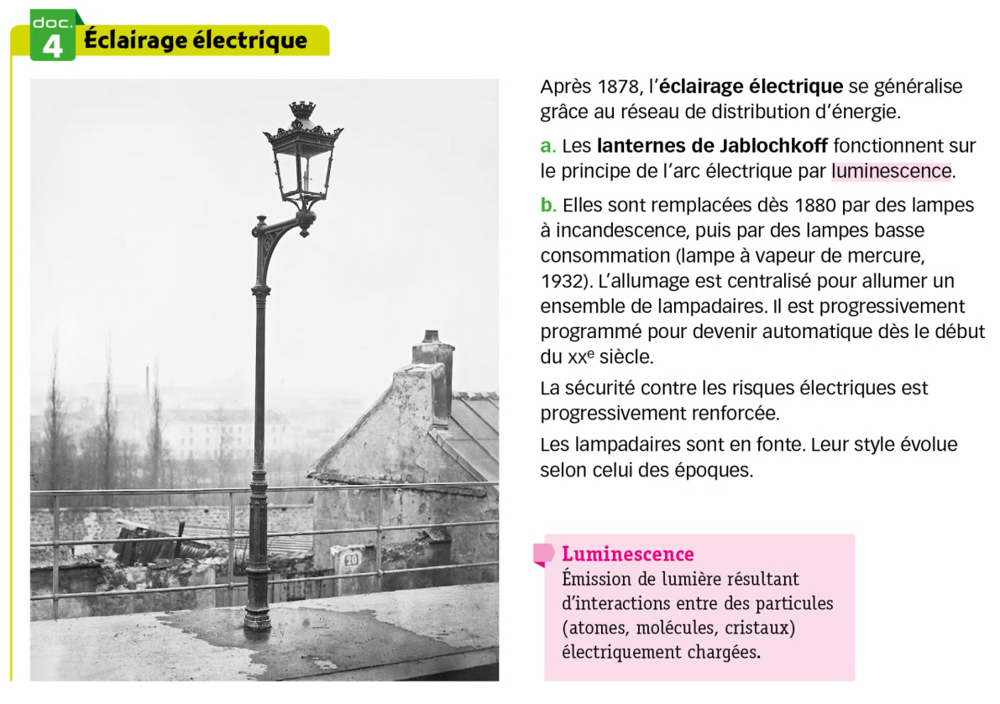 doc.
4
Éclairage électrique
Après 1878, l’éclairage électrique se généralise
grâce au réseau de distribution d’énergie.
a. Les lanternes de Jablochkoff fonctionnent sur
le principe de l’arc électrique par luminescence.
b. Elles sont remplacées dès 1880 par des lampes
à incandescence, puis par des lampes basse
consommation (lampe à vapeur de mercure,
1932). L’allumage est centralisé pour allumer un
ensemble de lampadaires. Il est progressivement
programmé pour devenir automatique dès le début
du XXe siècle.
La sécurité contre les risques électriques est
progressivement renforcée.
Les lampadaires sont en fonte. Leur style évolue
selon celui des époques.
20
Luminescence
Émission de lumière résultant
d’interactions entre des particules
(atomes, molécules, cristaux)
électriquement chargées.